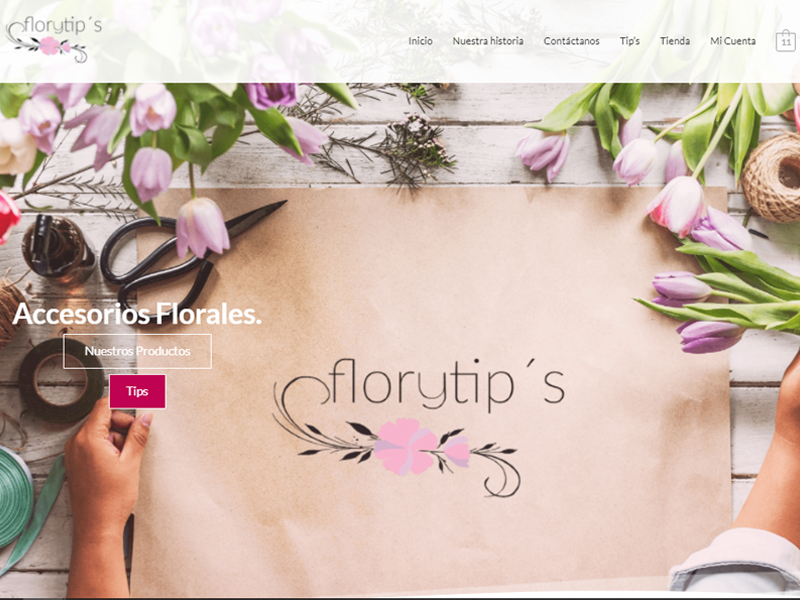 florytip´s
Inicio Nuestra historia Contáctanos Tip's Tienda Mi Cuenta 11
Accesorios Florales.
Nuestros Productos
Tips
florytip´s